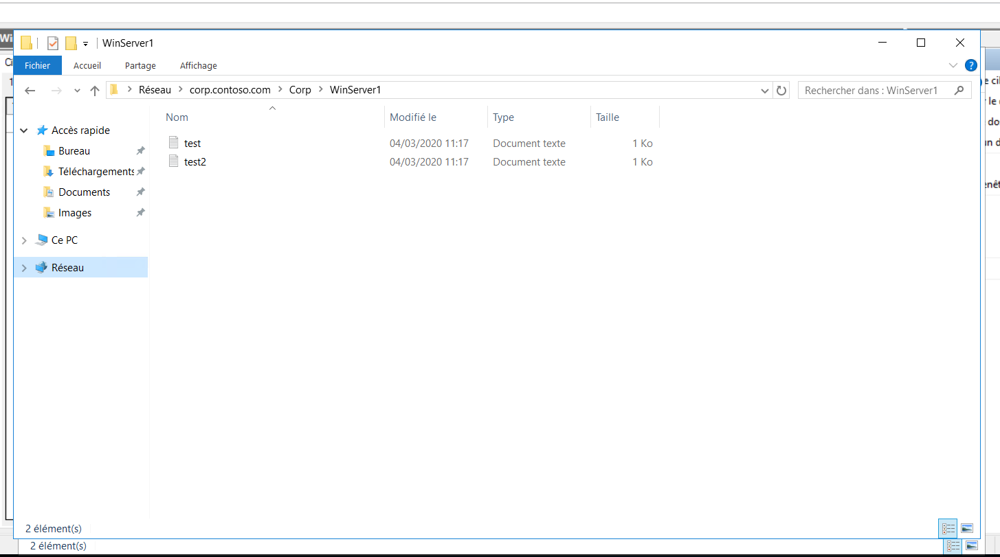 Wi
WinServer1
Ci
Fichier Accueil Partage Affichage
Réseau corp.contoso.com Corp WinServer1 Rechercher dans : WinServer1
Nom Modifié le Type Taille
Accès rapide
test 04/03/2020 11:17 Document texte 1 Ko
Bureau
test2 04/03/2020 11:17 Document texte 1 Ko
Téléchargements
Documents
Images
Ce PC
Réseau
2 élément(s)
2 élément(s)